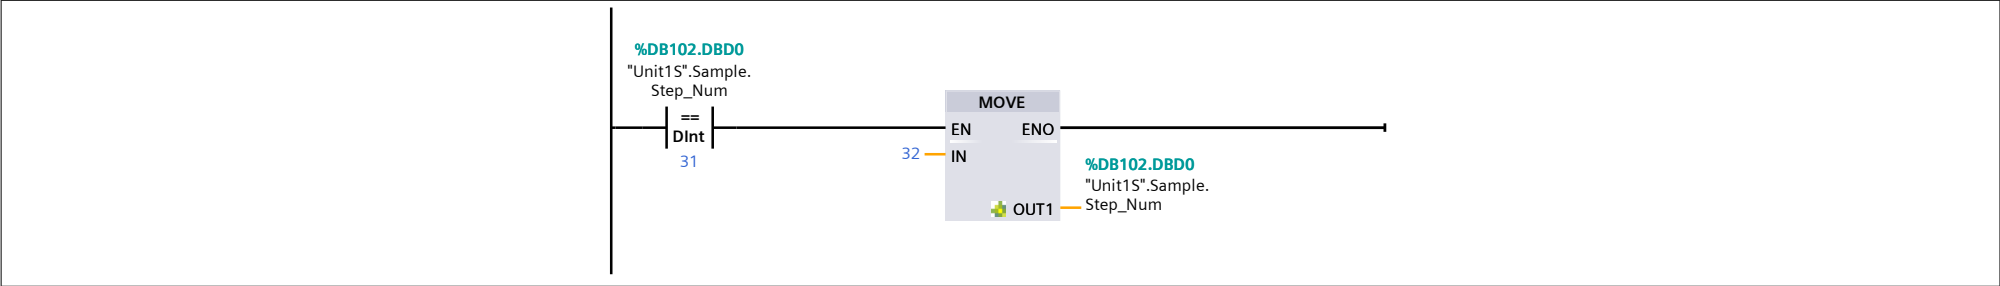 %DB102.DBD0
"Unit1S".Sample.
Step_Num
==
DInt
31
MOVE
EN ENO
32 IN
%DB102.DBD0
"Unit1S".Sample.
OUT1 Step_Num